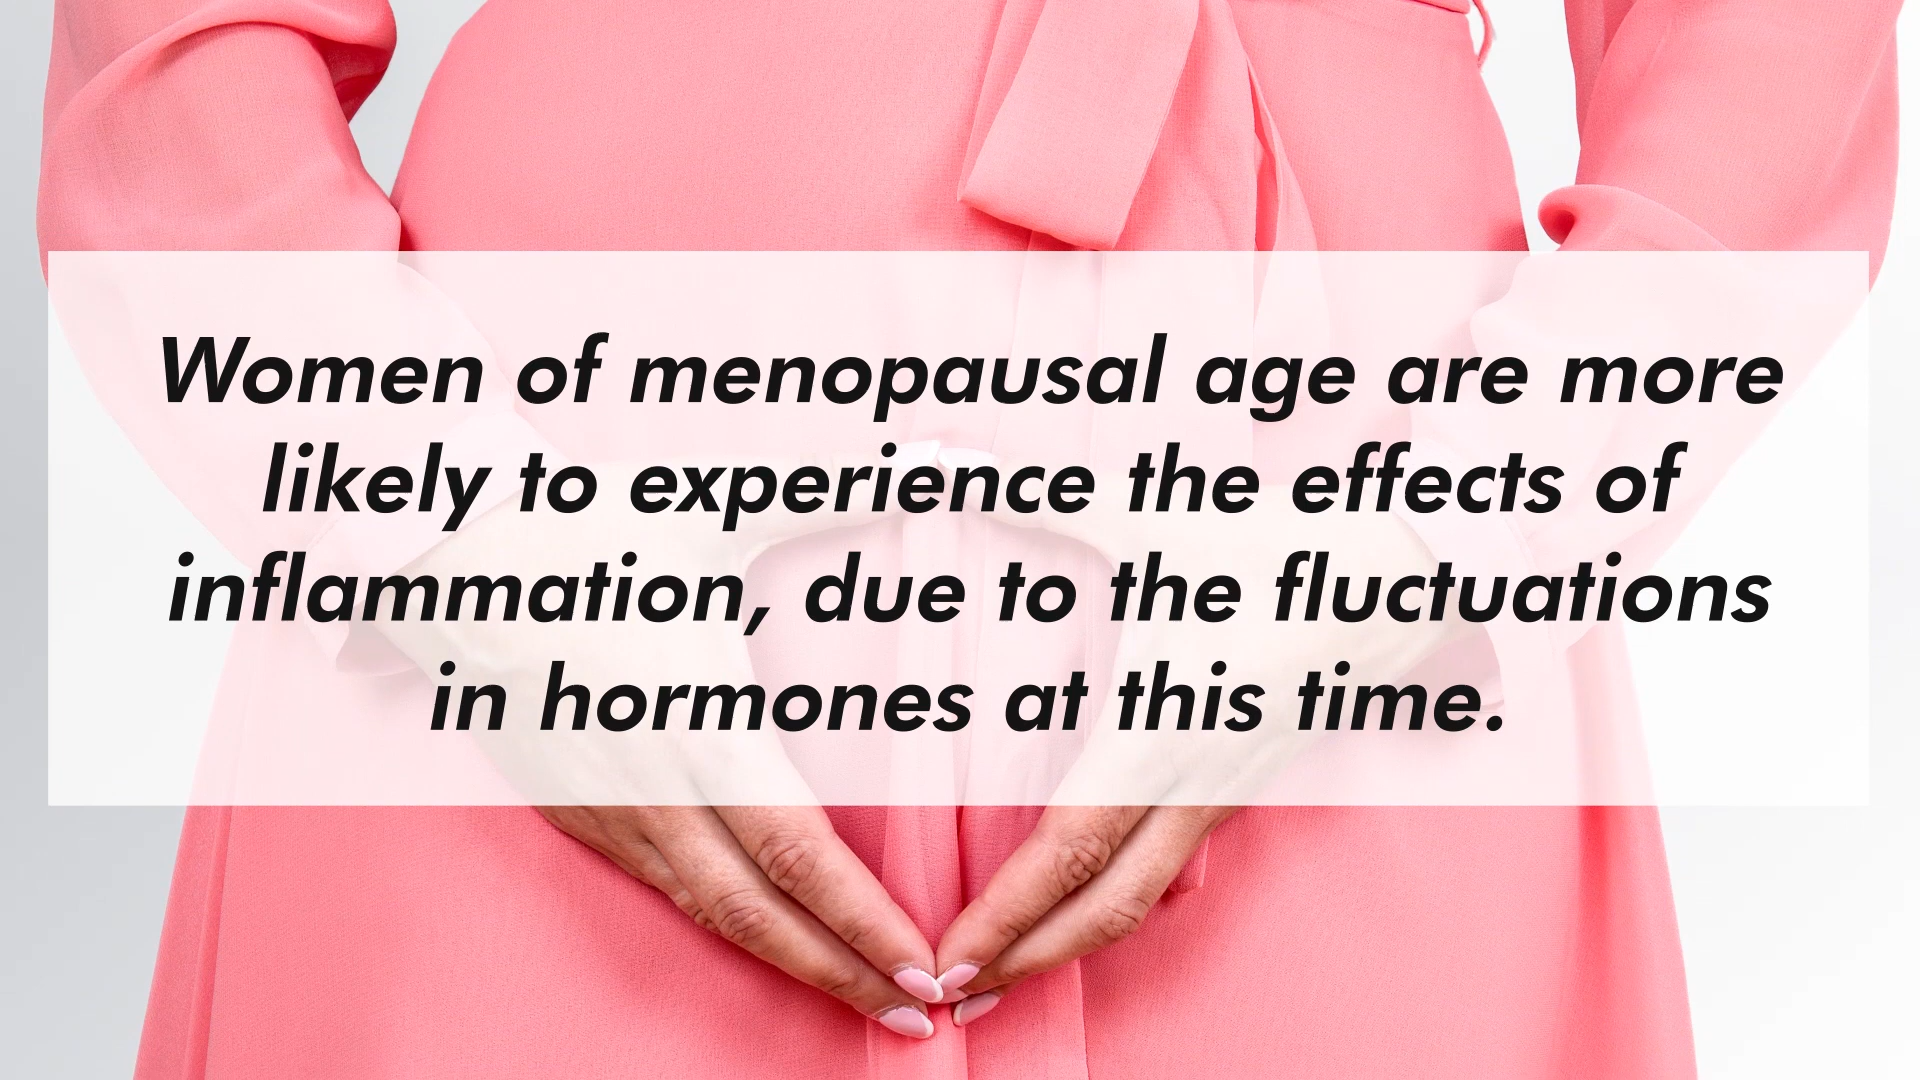 Women of menopausal age are more
likely to experience the effects of
inflammation, due to the fluctuations
in hormones at this time.